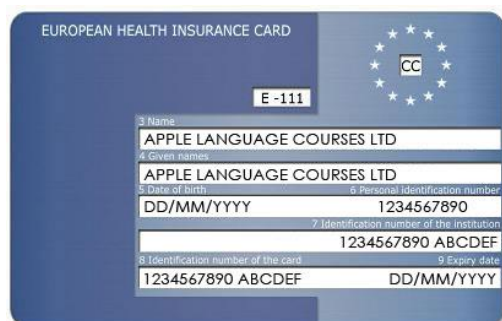 EUROPEAN HEALTH INSURANCE CARD
CC
E -111
3 Name
APPLE LANGUAGE COURSES LTD
4 Given names
APPLE LANGUAGE COURSES LTD
5 Date of birth 6 Personal identification number
DD/MM/YYYY 1234567890
7 Identification number of the institution
1234567890 ABCDEF
8 Identification number of the card 9 Expiry date
1234567890 ABCDEF DD/MM/YYYY